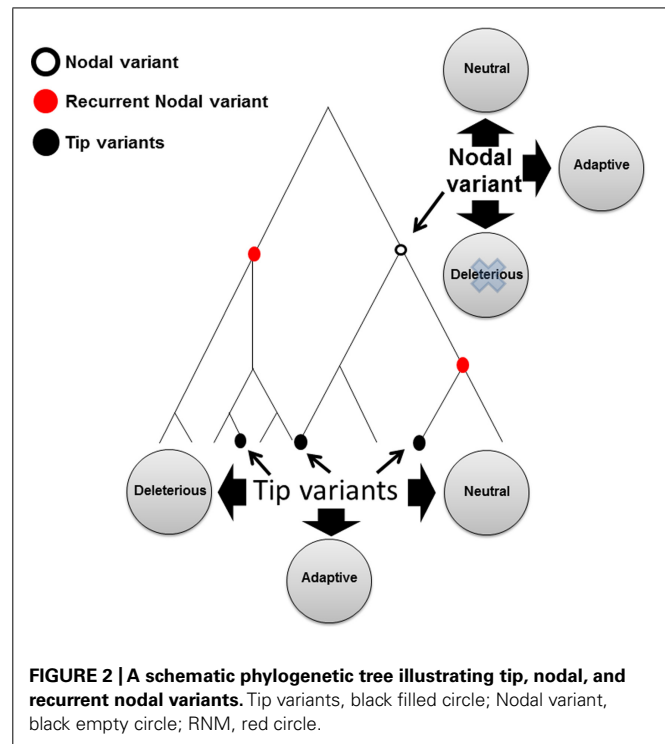 Nodal variant
Recurrent Nodal variant
Tip variants
Neutral
Nodal
variant
Adaptive
Deleterious
Deleterious
Tip variants
Neutral
Adaptive
FIGURE 2 | A schematic phylogenetic tree illustrating tip, nodal, and
recurrent nodal variants. Tip variants, black filled circle; Nodal variant,
black empty circle; RNM, red circle.